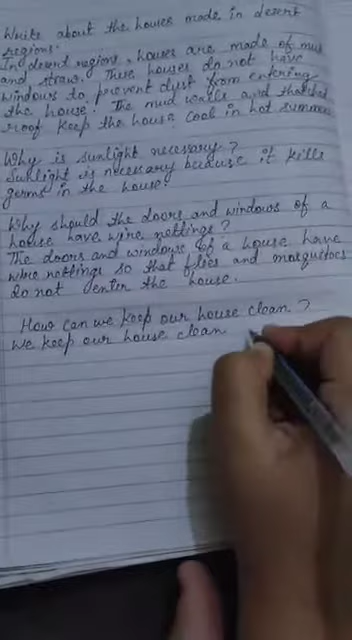 Write about the houses made in desert
regions.
In desert regions, houses are made of mud
and straw. These houses do not have
windows to prevent dust from entering
the house. The mud walls and thatched
roof keep the house cool in hot summer
Why is sunlight necessary?
Sunlight is necessary because it kills
germs in the house.
Why should the doors and windows of a
house have wire nettings?
The doors and windows of a house have
wire nettings so that flies and mosquitoes
do not enter the house.
How can we keep our house clean?
We keep our house clean